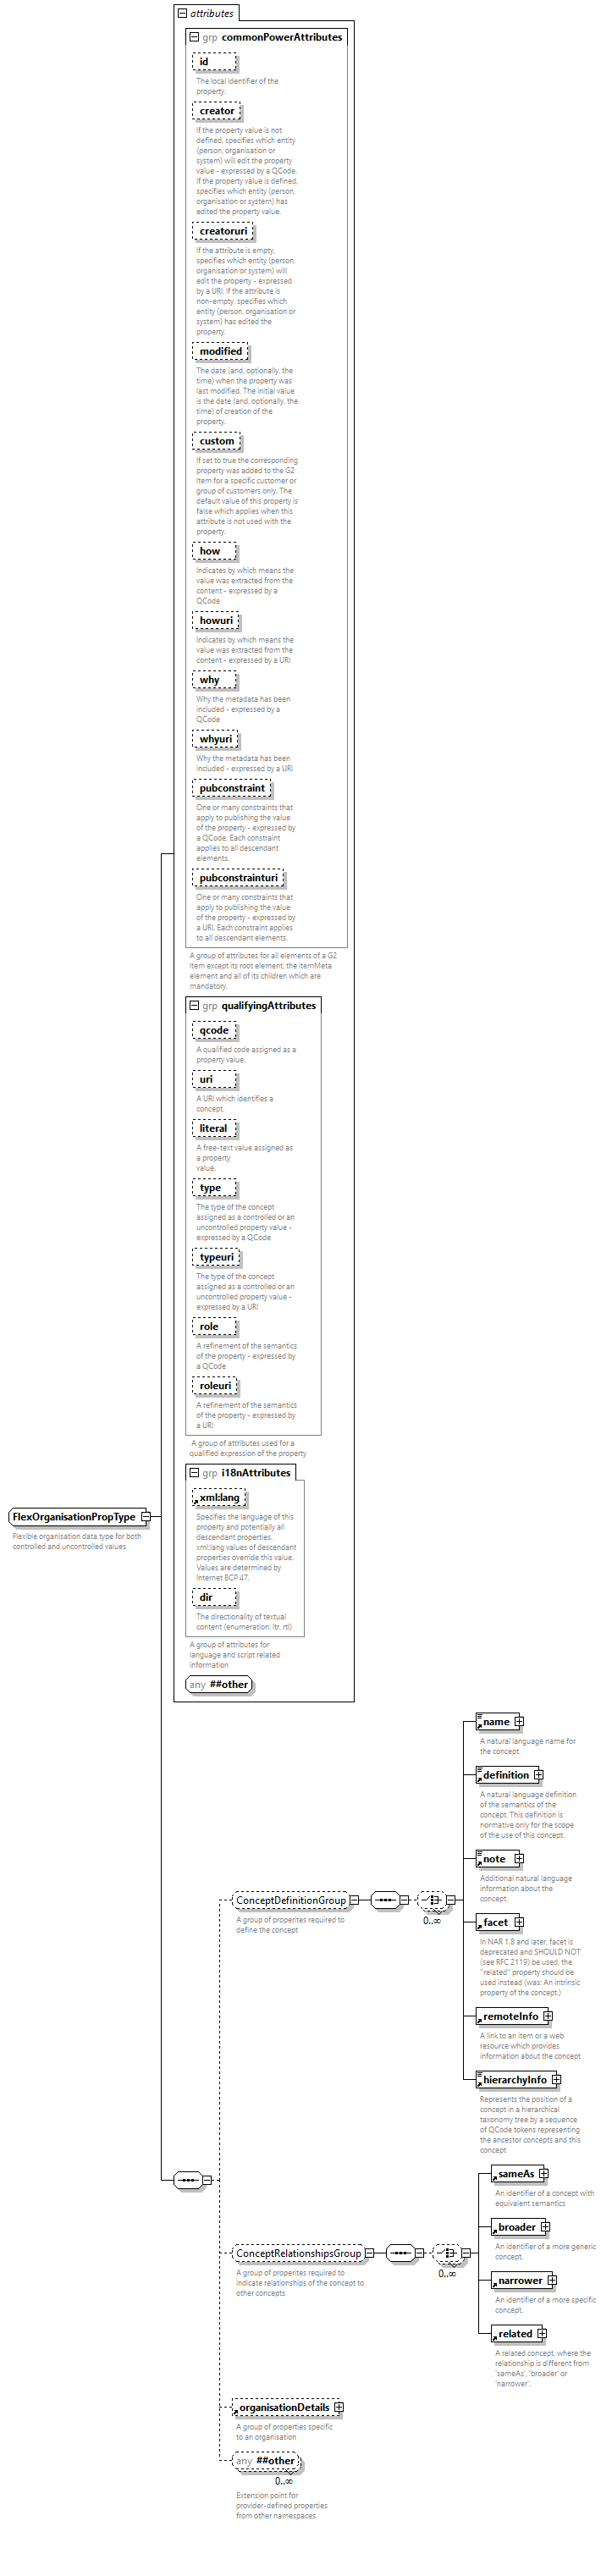 attributes
grp commonPowerAttributes
id
The local identifier of the
property.
creator
If the property value is not
defined, specifies which entity
(person, organisation or
system) will edit the property
value - expressed by a QCode.
If the property value is defined,
specifies which entity (person,
organisation or system) has
edited the property value.
creatoruri
If the attribute is empty,
specifies which entity (person,
organisation or system) will
edit the property - expressed
by a URI. If the attribute is
non-empty, specifies which
entity (person, organisation or
system) has edited the
property.
modified
The date (and, optionally, the
time) when the property was
last modified. The initial value
is the date (and, optionally, the
time) of creation of the
property.
custom
If set to true the corresponding
property was added to the G2
Item for a specific customer or
group of customers only. The
default value of this property is
false which applies when this
attribute is not used with the
property.
how
Indicates by which means the
value was extracted from the
content - expressed by a
QCode
howuri
Indicates by which means the
value was extracted from the
content - expressed by a URI
why
Why the metadata has been
included - expressed by a
QCode
whyuri
Why the metadata has been
included - expressed by a URI
pubconstraint
One or many constraints that
apply to publishing the value
of the property - expressed by
a QCode. Each constraint
applies to all descendant
elements.
pubconstrainturi
One or many constraints that
apply to publishing the value
of the property - expressed by
a URI. Each constraint applies
to all descendant elements.
A group of attributes for all elements of a G2
Item except its root element, the itemMeta
element and all of its children which are
mandatory.
grp qualifyingAttributes
qcode
A qualified code assigned as a
property value.
uri
A URI which identifies a
concept.
literal
A free-text value assigned as
a property
value.
type
The type of the concept
assigned as a controlled or an
uncontrolled property value -
expressed by a QCode
typeuri
The type of the concept
assigned as a controlled or an
uncontrolled property value -
expressed by a URI
role
A refinement of the semantics
of the property - expressed by
a QCode
roleuri
A refinement of the semantics
of the property - expressed by
a URI
A group of attributes used for a
qualified expression of the property
grp i18nAttributes
xml:lang
Specifies the language of this
property and potentially all
descendant properties.
xml:lang values of descendant
properties override this value.
Values are determined by
Internet BCP 47.
dir
The directionality of textual
content (enumeration: ltr, rtl)
A group of attributes for
language and script related
information
any ##other
FlexOrganisationPropType
Flexible organisation data type for both
controlled and uncontrolled values
name
A natural language name for
the concept.
definition
A natural language definition
of the semantics of the
concept. This definition is
normative only for the scope
of the use of this concept.
note
Additional natural language
information about the
concept.
ConceptDefinitionGroup
0..∞
A group of properites required to
define the concept
facet
In NAR 1.8 and later, facet is
deprecated and SHOULD NOT
(see RFC 2119) be used, the
"related" property should be
used instead (was: An intrinsic
property of the concept.)
remoteInfo
A link to an item or a web
resource which provides
information about the concept
hierarchyInfo
Represents the position of a
concept in a hierarchical
taxonomy tree by a sequence
of QCode tokens representing
the ancestor concepts and this
concept
sameAs
An identifier of a concept with
equivalent semantics
broader
An identifier of a more generic
concept.
ConceptRelationshipsGroup
0..∞
A group of properites required to
indicate relationships of the concept to
other concepts
narrower
An identifier of a more specific
concept.
related
A related concept, where the
relationship is different from
'sameAs', 'broader' or
'narrower'.
organisationDetails
A group of properties specific
to an organisation
any ##other
0..∞
Extension point for
provider-defined properties
from other namespaces